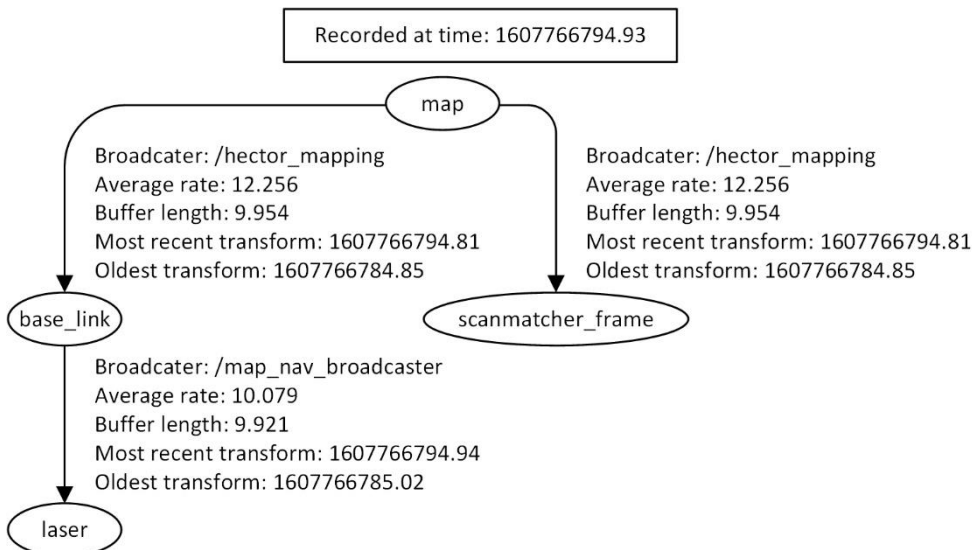 Recorded at time: 1607766794.93
map
Broadcater: /hector_mapping
Average rate: 12.256
Buffer length: 9.954
Most recent transform: 1607766794.81
Oldest transform: 1607766784.85
Broadcater: /hector_mapping
Average rate: 12.256
Buffer length: 9.954
Most recent transform: 1607766794.81
Oldest transform: 1607766784.85
base_link
scanmatcher_frame
Broadcater: /map_nav_broadcaster
Average rate: 10.079
Buffer length: 9.921
Most recent transform: 1607766794.94
Oldest transform: 1607766785.02
laser